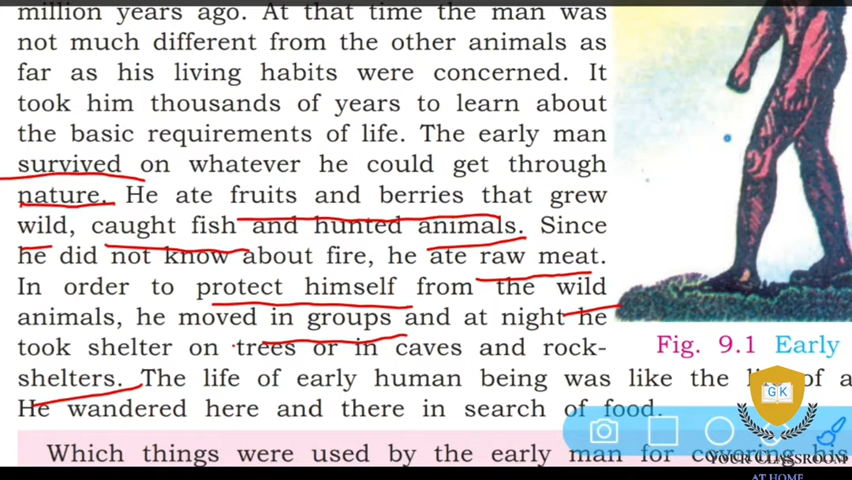 million years ago. At that time the man was
not much different from the other animals as
far as his living habits were concerned. It
took him thousands of years to learn about
the basic requirements of life. The early man
survived on whatever he could get through
nature. He ate fruits and berries that grew
wild, caught fish and hunted animals. Since
he did not know about fire, he ate raw meat.
In order to protect himself from the wild
animals, he moved in groups and at night he
took shelter on trees or in caves and rock-
shelters. The life of early human being was like the of a
He wandered here and there in search of food.
Fig. 9.1 Early
Which things were used by the early man for his
GK
YOUR CLASSROOM
AT HOME